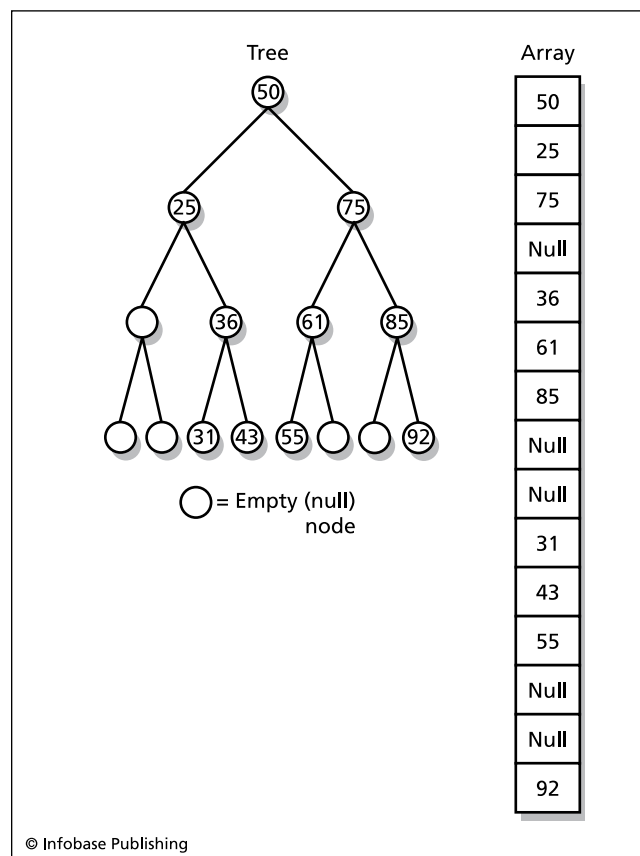 Tree
Array
50
25
75
36
61
85
31
43
55
92
= Empty (null)
node
50
25
75
Null
36
61
85
Null
Null
31
43
55
Null
Null
92
© Infobase Publishing